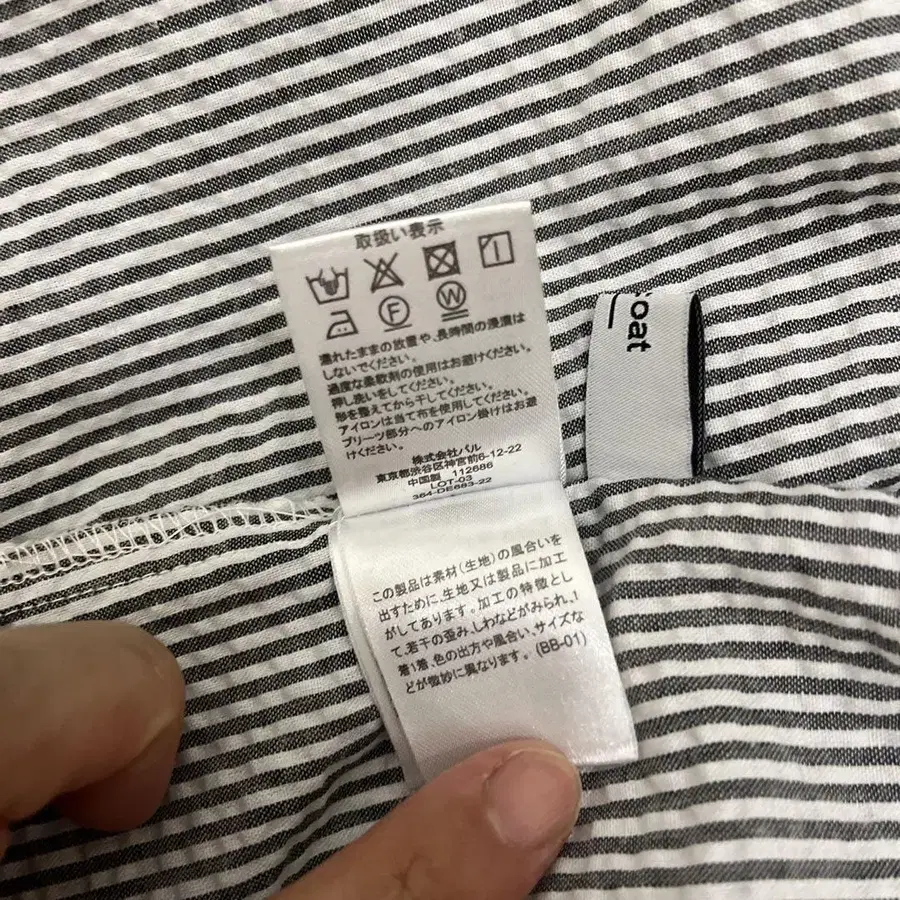 取扱い表示
F
W
濡れたままの放置や、長時間の浸漬は
しないでください。
過度な柔軟剤の使用はお避けください。
押し洗いをしてください。
形を整えてから干してください。
アイロンは当て布を使用してください。
プリーツ部分へのアイロン掛けはお避
けください。
株式会社パル
東京都渋谷区神宮前6-12-22
中国製 112686
LOT-03
364-DE683-22
oat
この製品は素材(生地)の風合いを
出すために、生地又は製品に加工
がしてあります。加工の特徴とし
て、若干の歪み、しわなどがみられ、1
着1着、色の出方や風合い、サイズな
どが微妙に異なります。(BB-01)